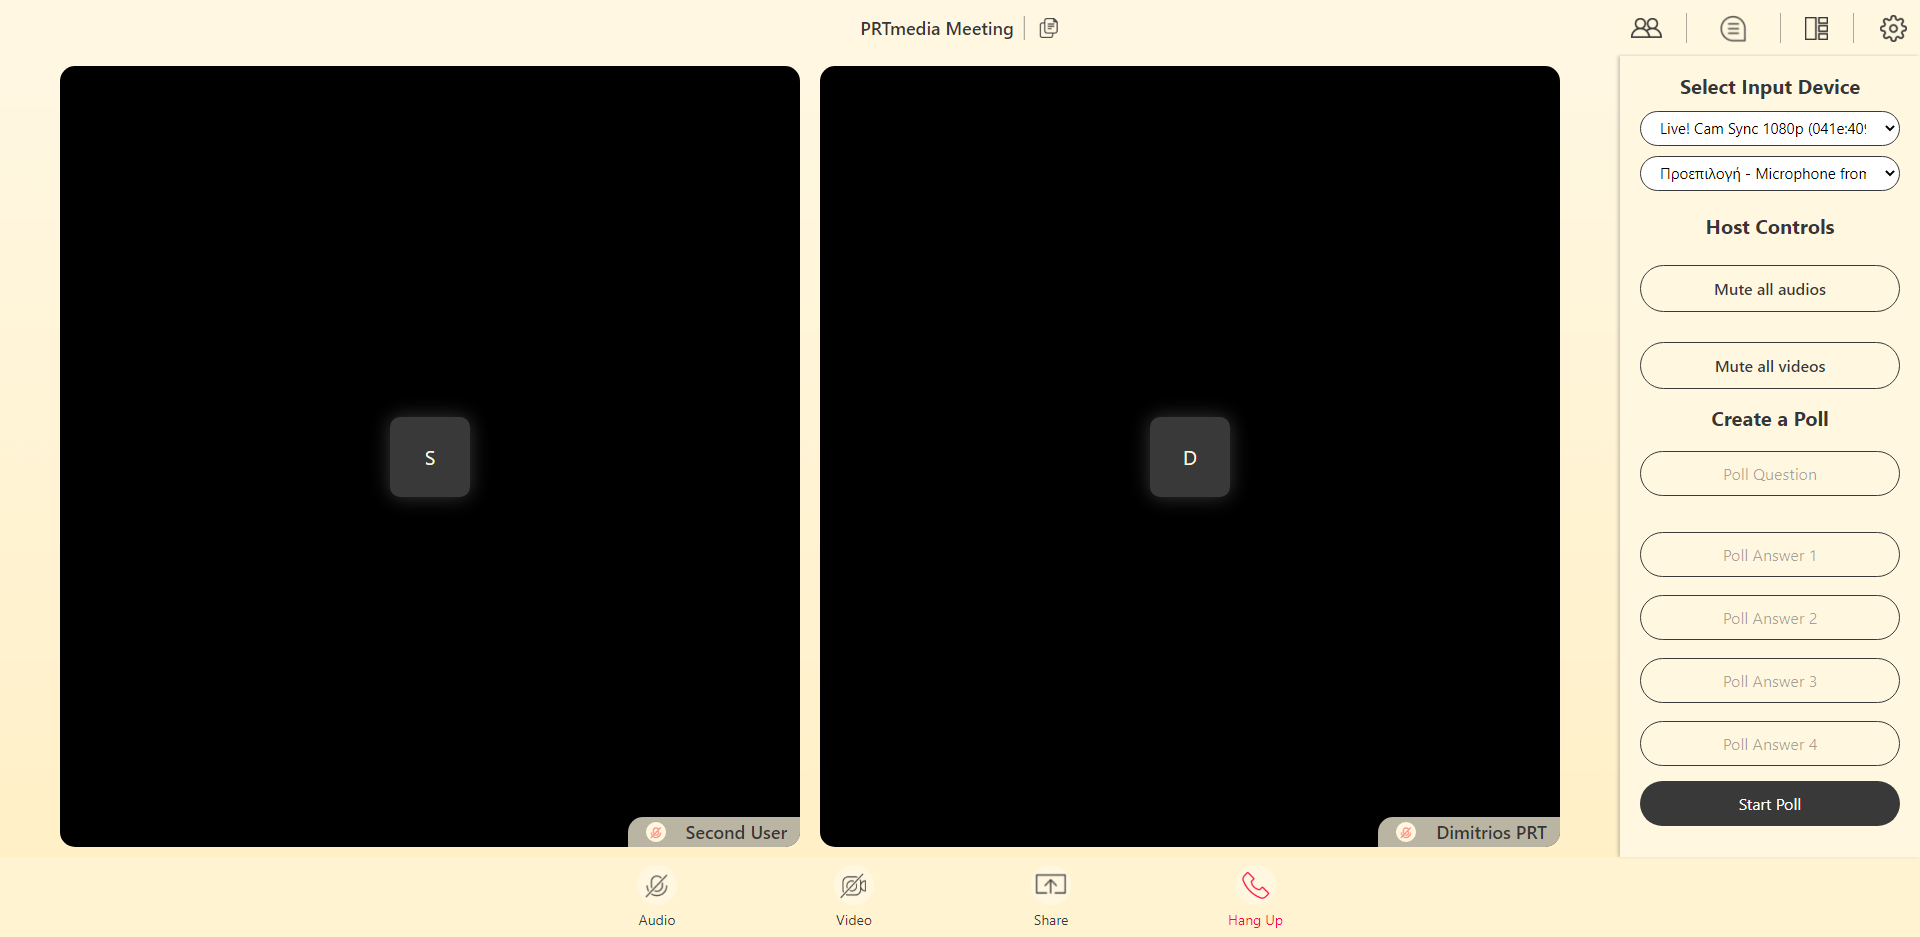 PRTmedia Meeting
Select Input Device
Live! Cam Sync 1080p (041e:409
Προεπιλογή - Microphone from
Host Controls
Mute all audios
Mute all videos
Create a Poll
Poll Question
Poll Answer 1
Poll Answer 2
Poll Answer 3
Poll Answer 4
Start Poll
S
D
Second User
Dimitrios PRT
Audio
Video
Share
Hang Up